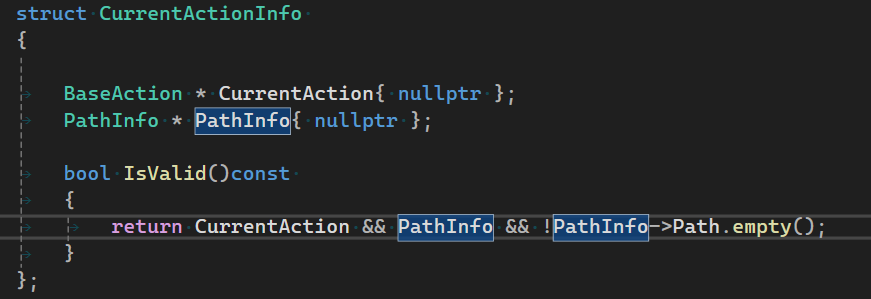 struct CurrentActionInfo
{
BaseAction * CurrentAction{ nullptr };
PathInfo * PathInfo{ nullptr };
bool IsValid()const
{
return CurrentAction && PathInfo && !PathInfo->Path.empty();
}
};